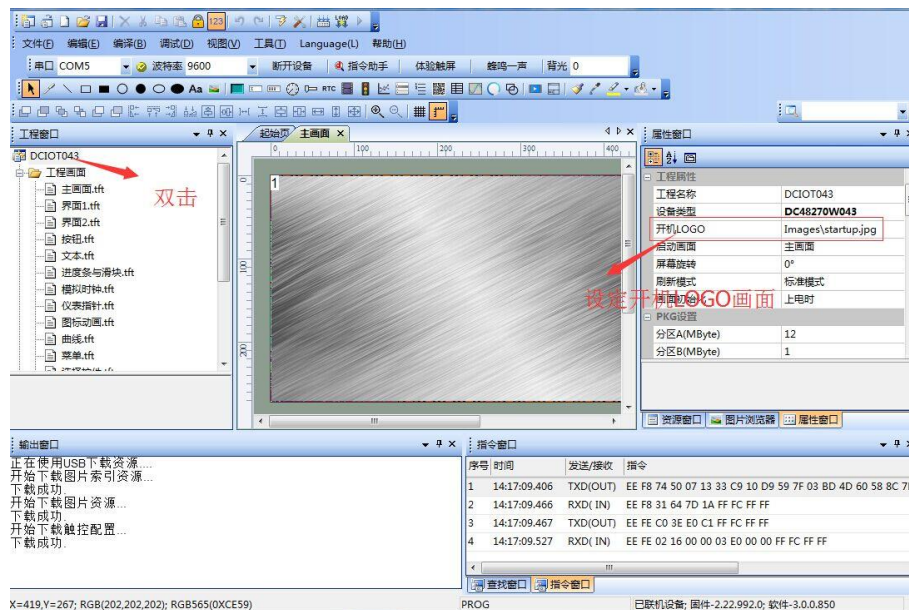 123
LOGO
文件(F) 编辑(E) 编译(B) 调试(D) 视图(V) 工具(T) Language(L) 帮助(H)
串口 COM5 波特率 9600 断开设备 指令助手 体验触屏 蜂鸣一声 背光 0
Aa RTC
工程窗口
起始页 主画面
属性窗口
DCIOT043
工程画面
主画面.tft
界面1.tft
界面2.tft
按钮.tft
文本.tft
进度条与滑块.tft
模拟时钟.tft
仪表指针.tft
图标动画.tft
曲线.tft
菜单.tft
双击
0 100 200 300 400
0
100
200
1
工程属性
工程名称 DCIOT043
设备类型 DC48270W043
开机LOGO Images\startup.jpg
启动画面 主画面
屏幕旋转 0°
刷新模式 标准模式
画面初始化 上电时
设定开机LOGO画面
PKG设置
分区A(MByte) 12
分区B(MByte) 1
资源窗口 图片浏览器 属性窗口
输出窗口
正在使用USB下载资源....
开始下载图片索引资源...
下载成功.
开始下载图片资源...
下载成功.
开始下载触控配置...
下载成功.
指令窗口
序号 时间 发送/接收 指令
1 14:17:09.406 TXD(OUT) EE F8 74 50 07 13 33 C9 10 D9 59 7F 03 BD 4D 60 58 8C
2 14:17:09.466 RXD( IN) EE F8 31 64 7D 1A FF FC FF FF
3 14:17:09.467 TXD(OUT) EE FE C0 3E E0 C1 FF FC FF FF
4 14:17:09.527 RXD( IN) EE FE 02 16 00 00 03 E0 00 00 FF FC FF FF
查找窗口 指令窗口
X=419,Y=267; RGB(202,202,202); RGB565(0XCE59) PROG 已联机设备; 固件-2.22.992.0; 软件-3.0.0.850